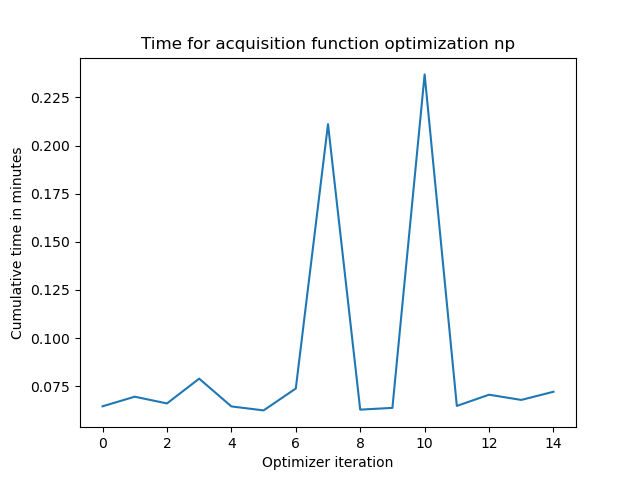 Time for acquisition function optimization np
Cumulative time in minutes
0.225
0.200
0.175
0.150
0.125
0.100
0.075
0 2 4 6 8 10 12 14
Optimizer iteration